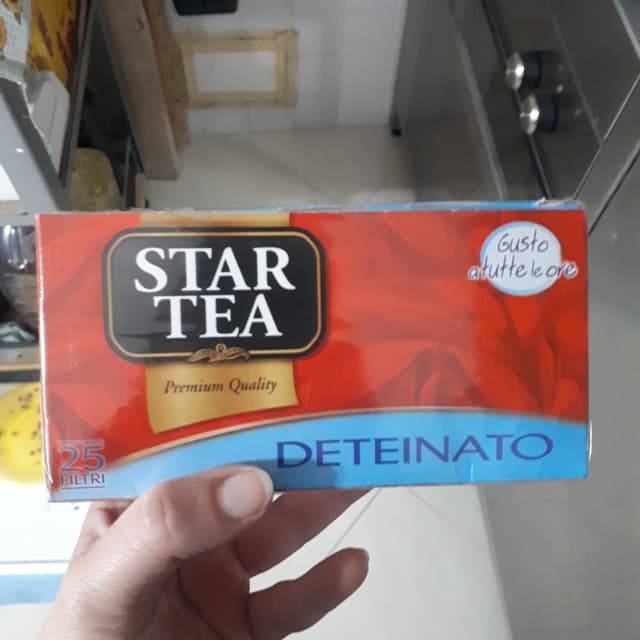 STAR
TEA
Premium Quality
Gusto
a tutte le ore
DETEINATO
25
FILTRI